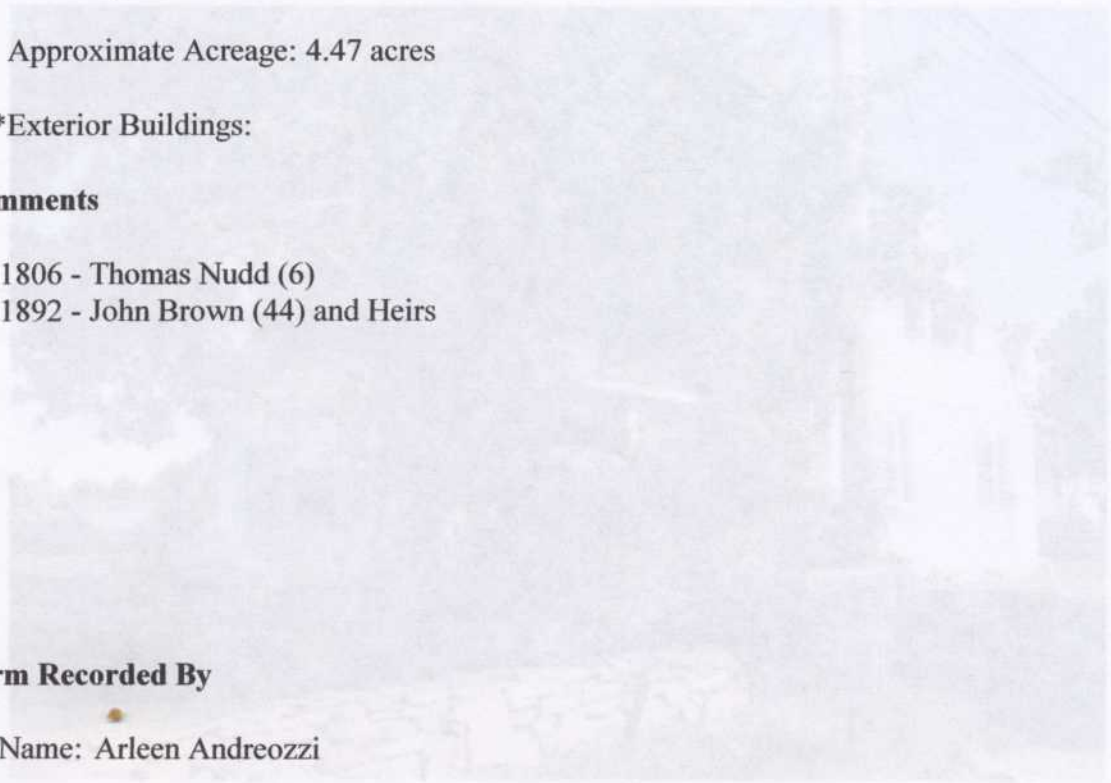 Approximate Acreage: 4.47 acres
*Exterior Buildings:
mments
1806 - Thomas Nudd (6)
1892 - John Brown (44) and Heirs
rm Recorded By
Name: Arleen Andreozzi